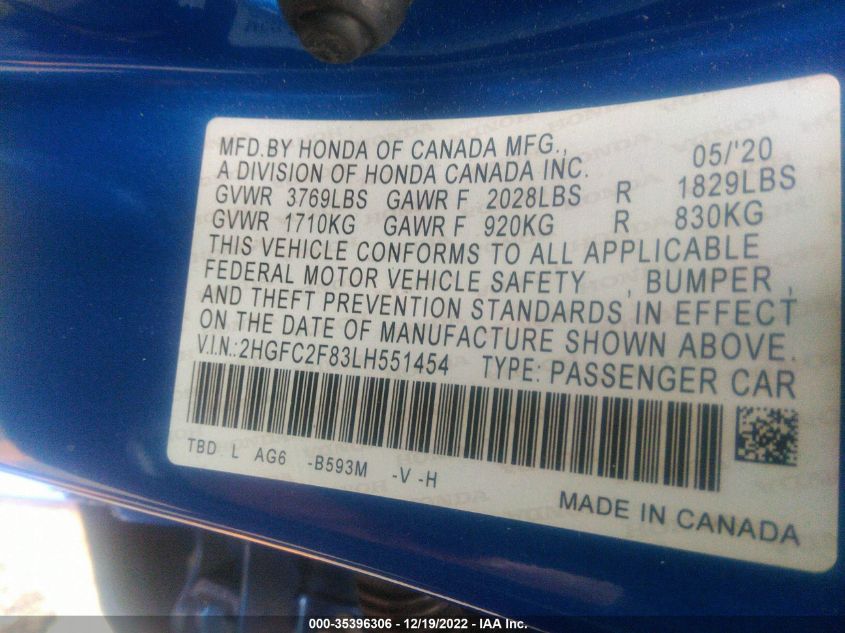 MFD.BY HONDA OF CANADA MFG., 05/'20
A DIVISION OF HONDA CANADA INC.
GVWR 3769LBS GAWR F 2028LBS R 1829LBS
GVWR 1710KG GAWR F 920KG R 830KG
THIS VEHICLE CONFORMS TO ALL APPLICABLE
FEDERAL MOTOR VEHICLE SAFETY , BUMPER ,
AND THEFT PREVENTION STANDARDS IN EFFECT
ON THE DATE OF MANUFACTURE SHOWN ABOVE.
V.I.N.:2HGFC2F83LH551454 TYPE: PASSENGER CAR
TBD L AG6 -B593M -V -H
MADE IN CANADA
000-35396306 - 12/19/2022 - IAA Inc.